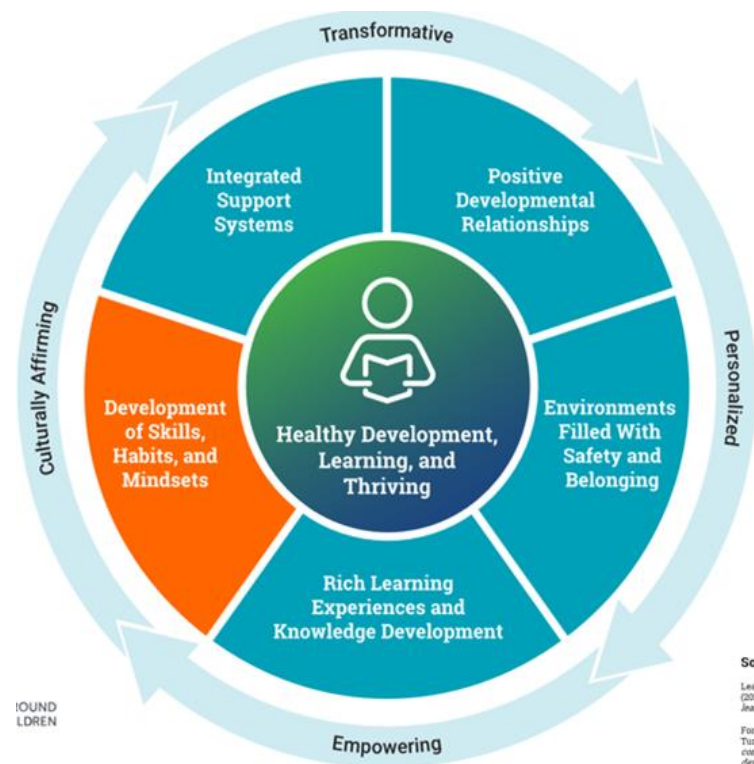 Transformative
Integrated
Support
Systems
Positive
Developmental
Relationships
Culturally Affirming
Personalized
Development
of Skills,
Habits, and
Mindsets
Healthy Development,
Learning, and
Thriving
Environments
Filled With
Safety and
Belonging
Rich Learning
Experiences and
Knowledge Development
Empowering